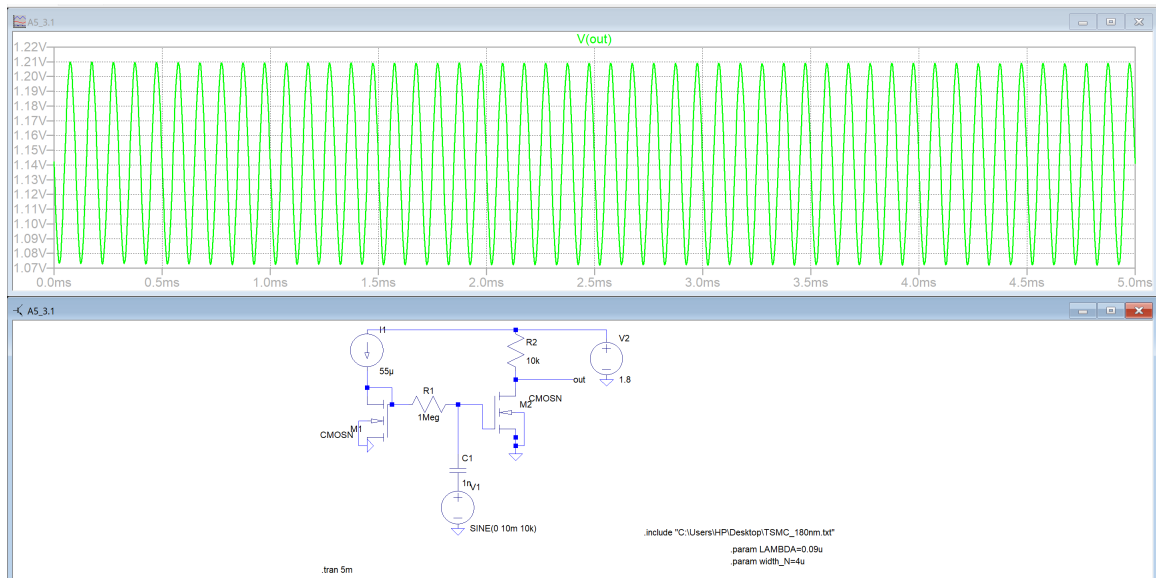 A5_3.1
V(out)
1.22V
1.21V
1.20V
1.19V
1.18V
1.17V
1.16V
1.15V
1.14V
1.13V
1.12V
1.11V
1.10V
1.09V
1.08V
1.07V
0.0ms 0.5ms 1.0ms 1.5ms 2.0ms 2.5ms 3.0ms 3.5ms 4.0ms 4.5ms 5.0ms
A5_3.1
I1
55µ
R2
10k
V2
1.8
out
R1
1Meg
M2
CMOSN
M1
CMOSN
C1
1n
V1
SINE(0 10m 10k)
.include "C:\Users\HP\Desktop\TSMC_180nm.txt"
.param LAMBDA=0.09u
.param width_N=4u
.tran 5m